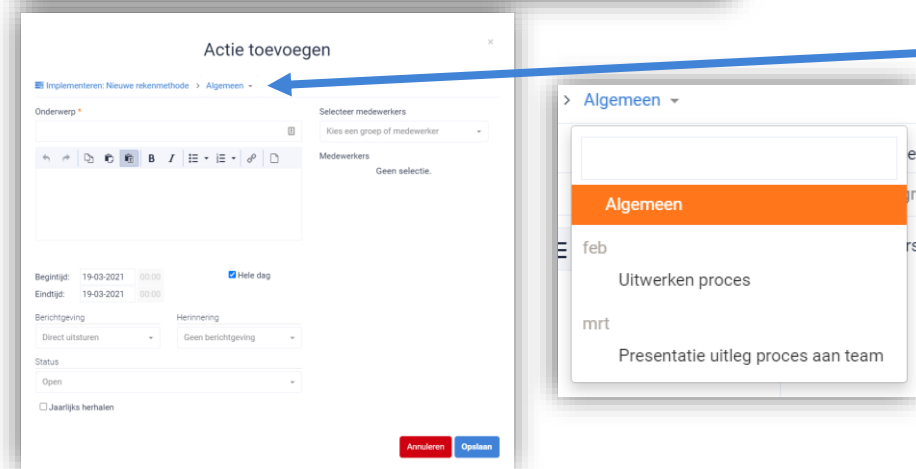 Actie toevoegen
×
Implementeren: Nieuwe rekenmethode > Algemeen
Onderwerp *
Selecteer medewerkers
Kies een groep of medewerker
B I
Medewerkers
Geen selectie.
Begintijd: 19-03-2021 00:00
Hele dag
Eindtijd: 19-03-2021 00:00
Berichtgeving
Herinnering
Direct uitsturen
Geen berichtgeving
Status
Open
Jaarlijks herhalen
Annuleren
Opslaan
> Algemeen
Algemeen
feb
Uitwerken proces
mrt
Presentatie uitleg proces aan team